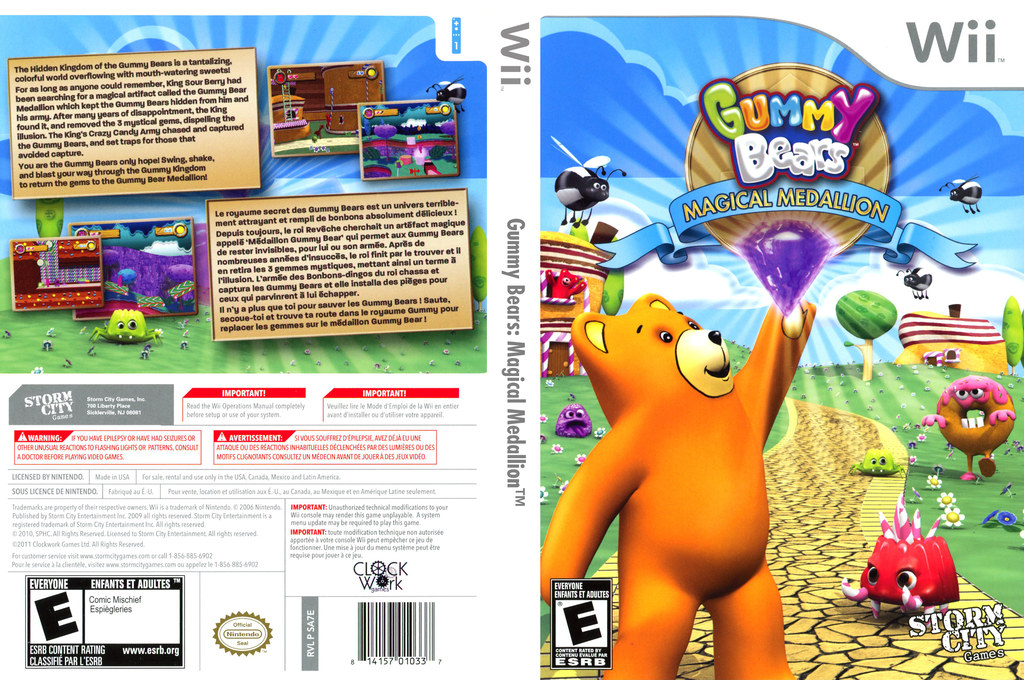 1
The Hidden Kingdom of the Gummy Bears is a tantalizing,
colorful world overflowing with mouth-watering sweets!
For as long as anyone could remember, King Sour Berry had
been searching for a magical artifact called the Gummy Bear
Medallion which kept the Gummy Bears hidden from him and
his army. After many years of disappointment, the King
found it, and removed the 3 mystical gems, dispelling the
illusion. The King's Crazy Candy Army chased and captured
the Gummy Bears, and set traps for those that
avoided capture.
You are the Gummy Bears only hope! Swing, shake,
and blast your way through the Gummy Kingdom
to return the gems to the Gummy Bear Medallion!
Le royaume secret des Gummy Bears est un univers terrible-
ment attrayant et rempli de bonbons absolument délicieux !
Depuis toujours, le roi Revêche cherchait un artéfact magique
appelé 'Médaillon Gummy Bear' qui permet aux Gummy Bears
de rester invisibles, pour lui ou son armée. Après de
nombreuses années d'insuccès, le roi finit par le trouver et il
en retira les 3 gemmes mystiques, mettant ainsi un terme à
l'illusion. L'armée des Bonbons-dingos du roi chassa et
captura les Gummy Bears et elle installa des pièges pour
ceux qui parvinrent à lui échapper.
Il n'y a plus que toi pour sauver les Gummy Bears ! Saute,
secoue-toi et trouve ta route dans le royaume Gummy pour
replacer les gemmes sur le médaillon Gummy Bear !
STORM
CITY
Games
Storm City Games, Inc.
700 Liberty Place
Sicklerville, NJ 08081
IMPORTANT!
Read the Wii Operations Manual completely
before setup or use of your system.
IMPORTANT!
Veuillez lire le Mode d'Emploi de la Wii en entier
avant d'installer ou d'utiliser votre appareil.
WARNING: IF YOU HAVE EPILEPSY OR HAVE HAD SEIZURES OR
OTHER UNUSUAL REACTIONS TO FLASHING LIGHTS OR PATTERNS, CONSULT
A DOCTOR BEFORE PLAYING VIDEO GAMES.
AVERTISSEMENT: SI VOUS SOUFFREZ D'ÉPILEPSIE, AVEZ DÉJÀ EU UNE
ATTAQUE OU DES RÉACTIONS INHABITUELLES DÉCLENCHÉES PAR DES LUMIÈRES OU DES
MOTIFS CLIGNOTANTS CONSULTEZ UN MÉDECIN AVANT DE JOUER À DES JEUX VIDÉO.
LICENSED BY NINTENDO. Made in USA For sale, rental and use only in the USA, Canada, Mexico and Latin America.
SOUS LICENCE DE NINTENDO. Fabriqué au É. U. Pour vente, location et utilisation aux E.-U., au Canada, au Mexique et en Amérique Latine seulement.
Trademarks are property of their respective owners. Wii is a trademark of Nintendo. © 2006 Nintendo.
Published by Storm City Entertainment Inc. 2009 all rights reserved. Storm City Entertainment is a
registered trademark of Storm City Entertainment Inc. All rights reserved.
© 2010, SPHC, All Rights Reserved. Licensed to Storm City Entertainment. All rights reserved.
©2011 Clockwork Games Ltd. All Rights Reserved.
For customer service visit www.stormcitygames.com or call 1-856-885-6902
Pour le service à la clientèle, visitez www.stormcitygames.com ou appelez le 1-856-885-6902
IMPORTANT: Unauthorized technical modifications to your
Wii console may render this game unplayable. A system
menu update may be required to play this game.
IMPORTANT: toute modification technique non autorisée
apportée à votre console Wii peut empêcher ce jeu de
fonctionner. Une mise à jour du menu système peut être
requise pour jouer à ce jeu.
CLOCK
WORK
games
EVERYONE ENFANTS ET ADULTES ™
E
Comic Mischief
Espiègleries
ESRB CONTENT RATING www.esrb.org
CLASSIFIÉ PAR L'ESRB
Official
Nintendo
Seal
RVL P SA7E
8 14157 01033 7
Wii
Gummy Bears: Magical Medallion™
Wii™
GUMMY
Bears™
MAGICAL MEDALLION
EVERYONE
ENFANTS ET ADULTES
E
CONTENT RATED BY
CONTENU ÉVALUÉ PAR
ESRB
STORM
CITY
Games